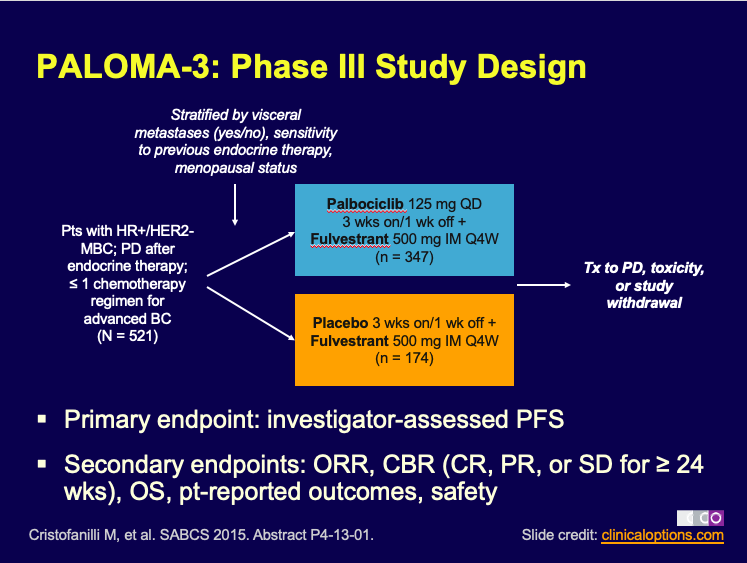 PALOMA-3: Phase III Study Design
Stratified by visceral
metastases (yes/no), sensitivity
to previous endocrine therapy,
menopausal status
Pts with HR+/HER2-
MBC; PD after
endocrine therapy;
≤ 1 chemotherapy
regimen for
advanced BC
(N = 521)
Palbociclib 125 mg QD
3 wks on/1 wk off +
Fulvestrant 500 mg IM Q4W
(n = 347)
Placebo 3 wks on/1 wk off +
Fulvestrant 500 mg IM Q4W
(n = 174)
Tx to PD, toxicity,
or study
withdrawal
▪ Primary endpoint: investigator-assessed PFS
▪ Secondary endpoints: ORR, CBR (CR, PR, or SD for ≥ 24
wks), OS, pt-reported outcomes, safety
CCO
Cristofanilli M, et al. SABCS 2015. Abstract P4-13-01.
Slide credit: clinicaloptions.com